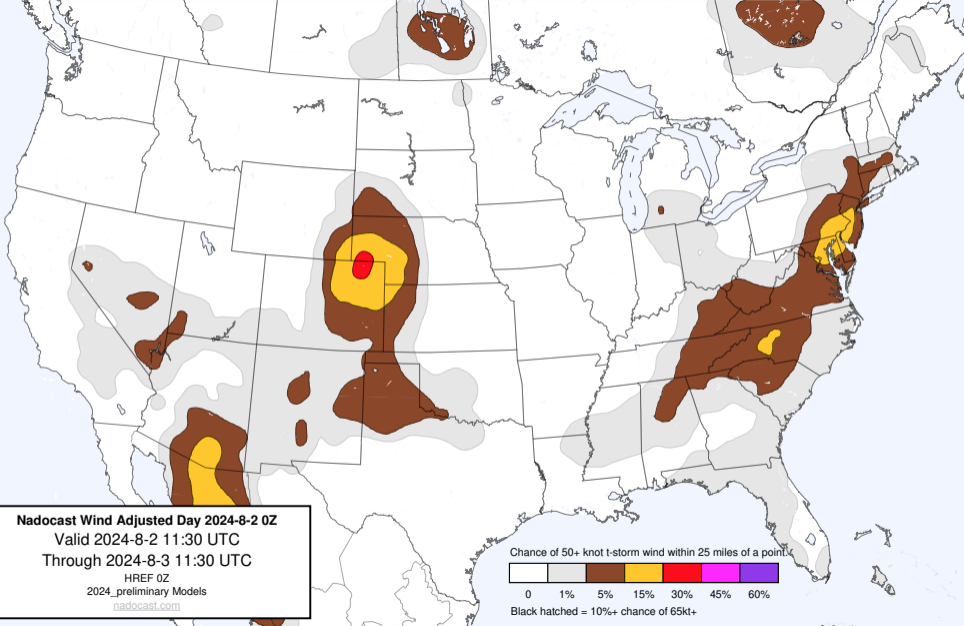 Nadocast Wind Adjusted Day 2024-8-2 0Z
Valid 2024-8-2 11:30 UTC
Through 2024-8-3 11:30 UTC
HREF 0Z
2024_preliminary Models
nadocast.com
Chance of 50+ knot t-storm wind within 25 miles of a point.
0 1% 5% 15% 30% 45% 60%
Black hatched = 10%+ chance of 65kt+